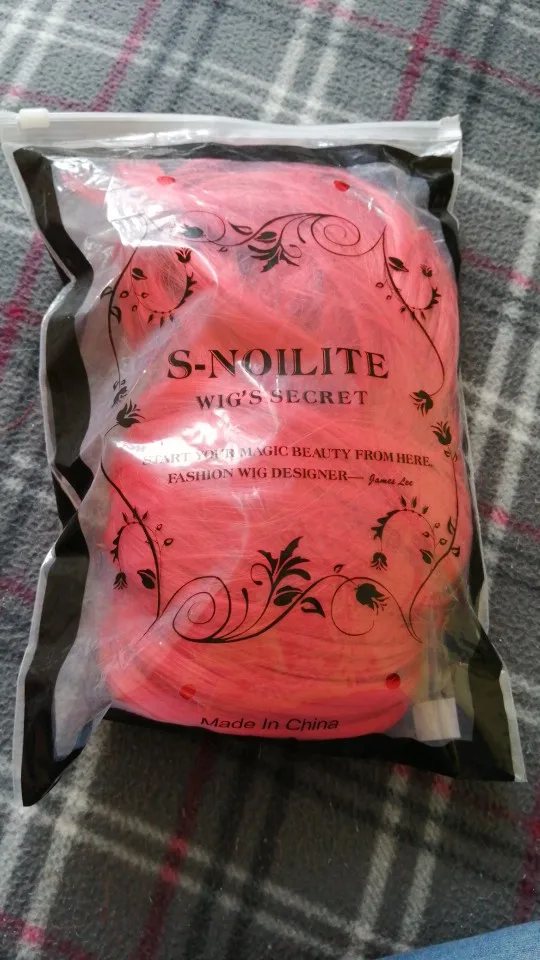 S-NOILITE
WIG'S SECRET
START YOUR MAGIC BEAUTY FROM HERE.
FASHION WIG DESIGNER— James Lee
Made In China